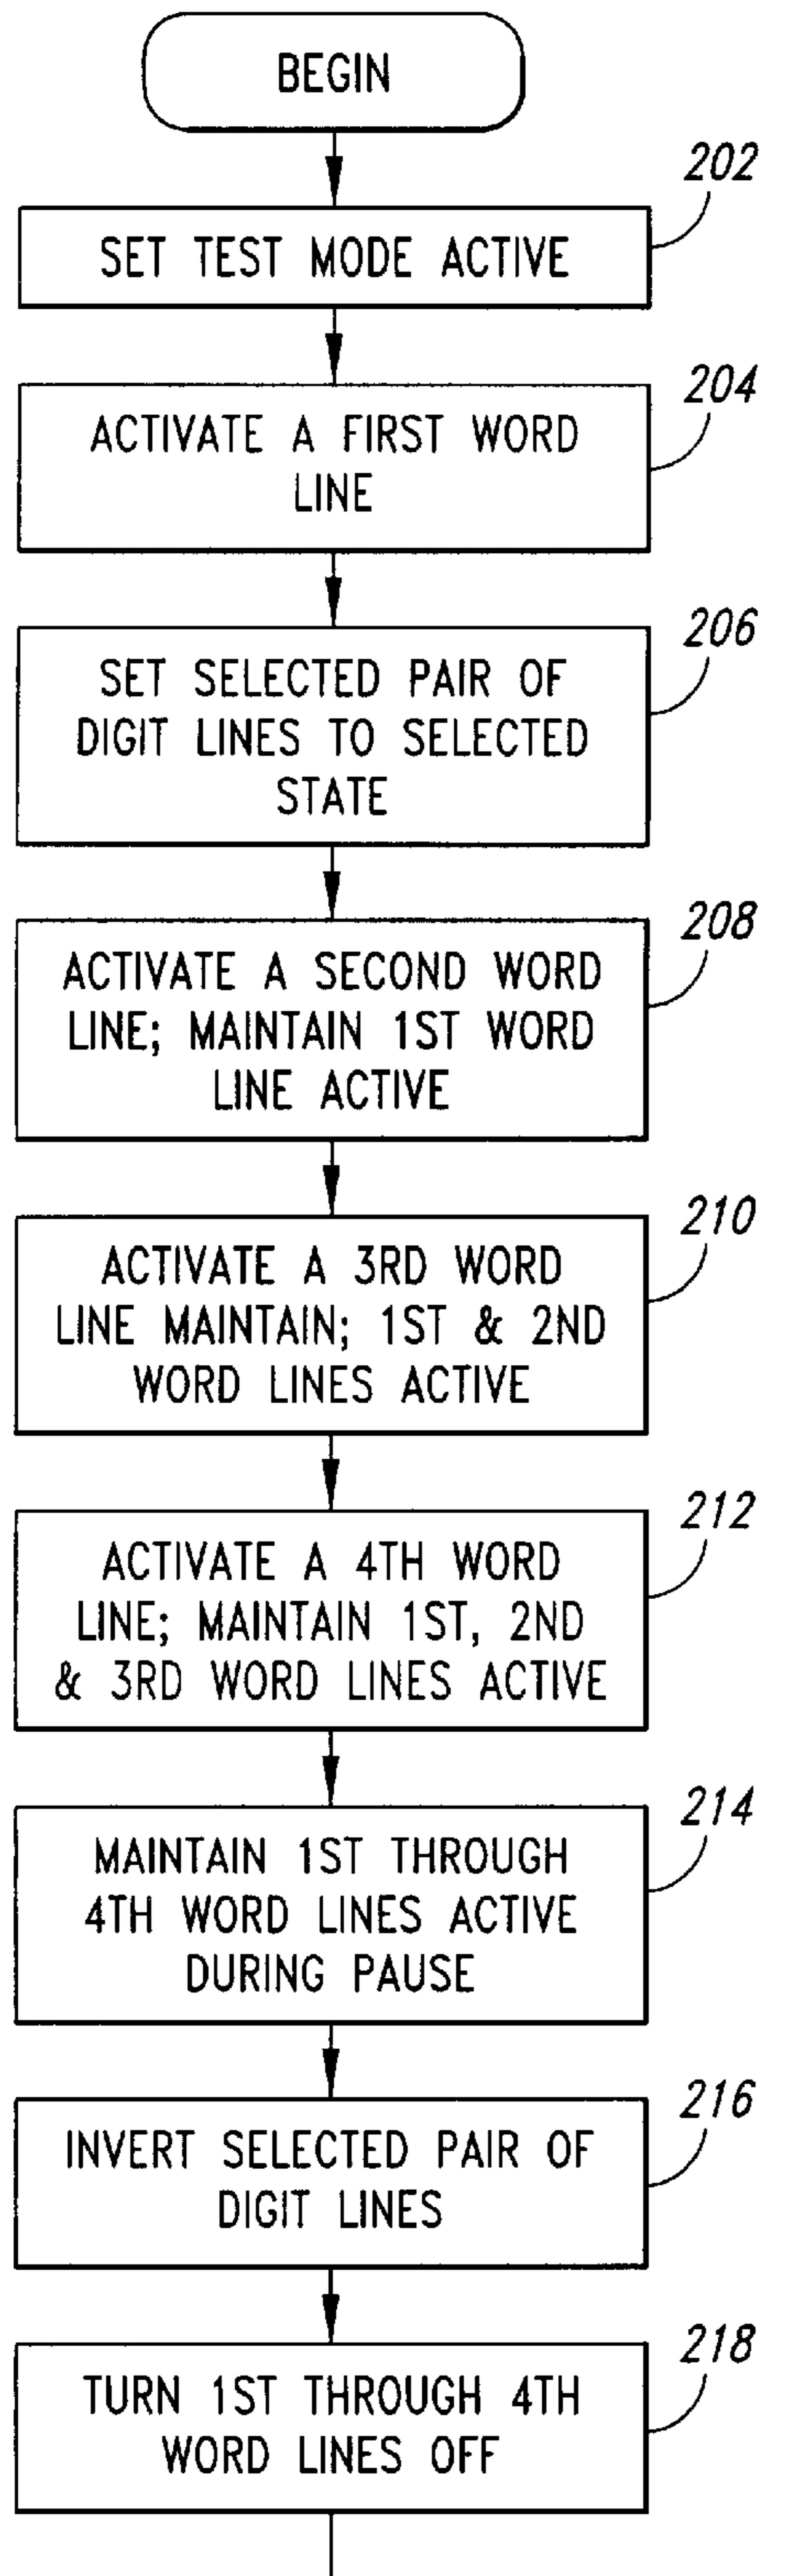 BEGIN
202
SET TEST MODE ACTIVE
204
ACTIVATE A FIRST WORD
LINE
206
SET SELECTED PAIR OF
DIGIT LINES TO SELECTED
STATE
208
ACTIVATE A SECOND WORD
LINE; MAINTAIN 1ST WORD
LINE ACTIVE
210
ACTIVATE A 3RD WORD
LINE MAINTAIN; 1ST & 2ND
WORD LINES ACTIVE
212
ACTIVATE A 4TH WORD
LINE; MAINTAIN 1ST, 2ND
& 3RD WORD LINES ACTIVE
214
MAINTAIN 1ST THROUGH
4TH WORD LINES ACTIVE
DURING PAUSE
216
INVERT SELECTED PAIR OF
DIGIT LINES
218
TURN 1ST THROUGH 4TH
WORD LINES OFF